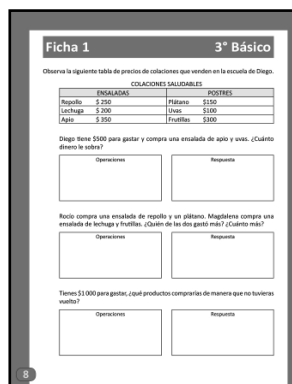 Ficha 1 3° Básico
Observa la siguiente tabla de precios de colaciones que venden en la escuela de Diego.
COLACIONES SALUDABLES
ENSALADAS POSTRES
Repollo $ 250 Plátano $150
Lechuga $ 200 Uvas $100
Apio $ 350 Frutillas $300
Diego tiene $500 para gastar y compra una ensalada de apio y uvas. ¿Cuánto
dinero le sobra?
Operaciones Respuesta
Rocío compra una ensalada de repollo y un plátano. Magdalena compra una
ensalada de lechuga y frutillas. ¿Quién de las dos gastó más? ¿Cuánto más?
Operaciones Respuesta
Tienes $1 000 para gastar, ¿qué productos comprarías de manera que no tuvieras
vuelto?
Operaciones Respuesta
8